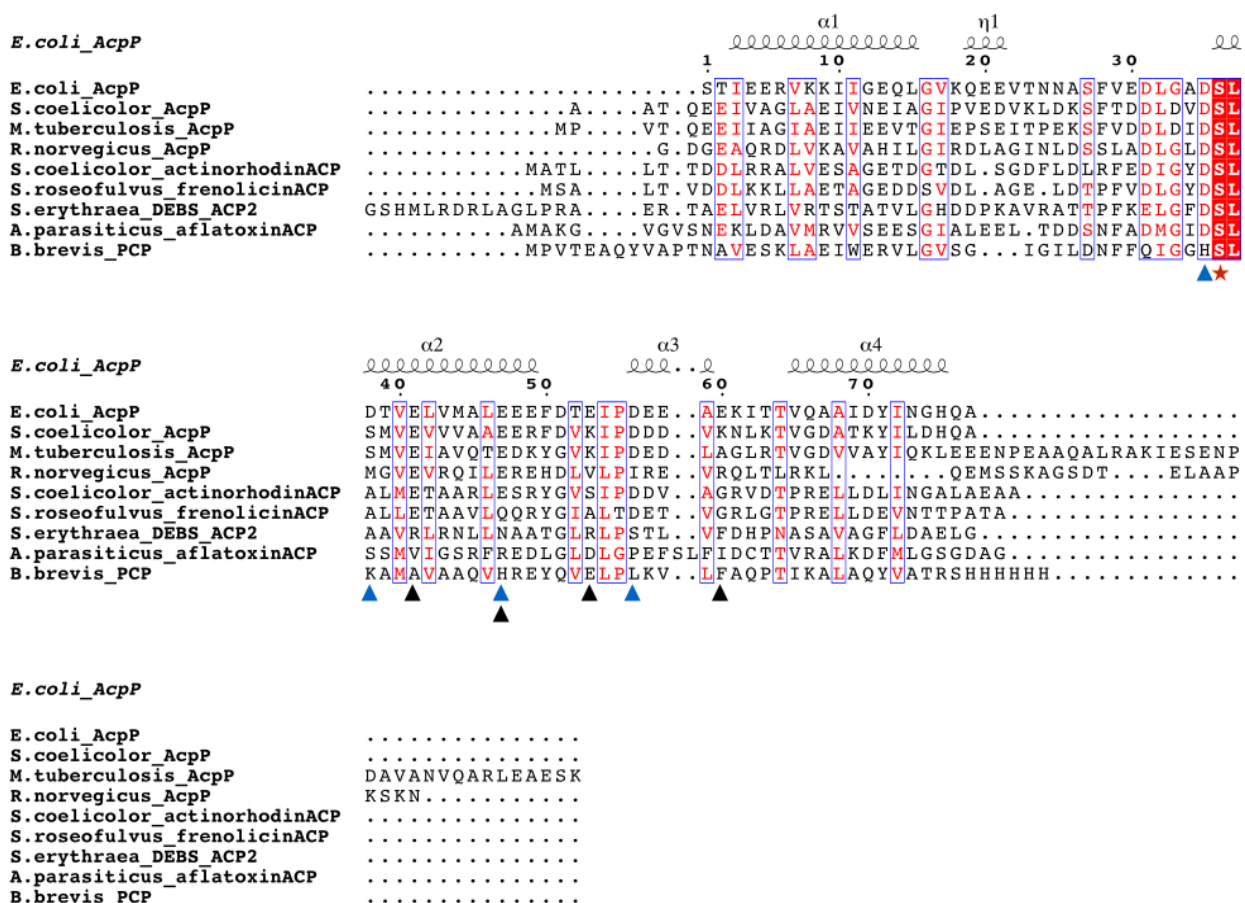 α1 η1
E.coli_AcpP
1 10 20 30
E.coli_AcpP .......................STIEERVKKIIGEQLGVKQEEVTNNASFVEDLGADSL
S.coelicolor_AcpP ..............A....AT.QEEIVAGLAEIVNEIAGIPVEDVKLDKSFTDDLDVDSL
M.tuberculosis_AcpP .............MP....VT.QEEIIAGIAEIIEEVTGIEPSEITPEKSFVDDLDIDSL
R.norvegicus_AcpP ....................G.DGEAQRDLVKAVAHILGIRDLAGINLDSSLADLGLDSL
S.coelicolor_actinorhodinACP ...........MATL....LT.TDDLRRALVESAGETDGTDL.SGDFLDLRFEDIGYDSL
S.roseofulvus_frenolicinACP ............MSA....LT.VDDLKKLLAETAGEDDSVDL.AGE.LDTPFVDLGYDSL
S.erythraea_DEBS_ACP2 GSHMLRDRLAGLPRA....ER.TAELVRLVRTSTATVLGHDDPKAVRATTPFKELGFDSL
A.parasiticus_aflatoxinACP ..........AMAKG....VGVSNEKLDAVMRVVSEESGIALEEL.TDDSNFADMGIDSL
B.brevis_PCP ...........MPVTEAQYVAPTNAVESKLAEIWERVLGVSG...IGILDNFFQIGGHSL
α2 α3 α4
E.coli_AcpP
40 50 60 70
E.coli_AcpP DTVELVMALEEEFDTEIPDEE..AEKITTVQAAIDYINGHQA..................
S.coelicolor_AcpP SMVEVVVAAEERFDVKIPDDD..VKNLKTVGDATKYILDHQA..................
M.tuberculosis_AcpP SMVEIAVQTEDKYGVKIPDED..LAGLRTVGDVVAYIQKLEEENPEAAQALRAKIESENP
R.norvegicus_AcpP MGVEVRQILEREHDLVLPIRE..VRQLTLRKL........QEMSSKAGSDT....ELAAP
S.coelicolor_actinorhodinACP ALMETAARLESRYGVSIPDDV..AGRVDTPRELLDLINGALAEAA...............
S.roseofulvus_frenolicinACP ALLETAAVLQQRYGIALTDET..VGRLGTPRELLDEVNTTPATA................
S.erythraea_DEBS_ACP2 AAVRLRNLLNAATGLRLPSTL..VFDHPNASAVAGFLDAELG..................
A.parasiticus_aflatoxinACP SSMVIGSRFREDLGLDLGPEFSLFIDCTTVRALKDFMLGSGDAG................
B.brevis_PCP KAMAVAAQVHREYQVELPLKV..LFAQPTIKALAQYVATRSHHHHHH.............
E.coli_AcpP
E.coli_AcpP ...............
S.coelicolor_AcpP ...............
M.tuberculosis_AcpP DAVANVQARLEAESK
R.norvegicus_AcpP KSKN...........
S.coelicolor_actinorhodinACP ...............
S.roseofulvus_frenolicinACP ...............
S.erythraea_DEBS_ACP2 ...............
A.parasiticus_aflatoxinACP ...............
B.brevis_PCP ...............